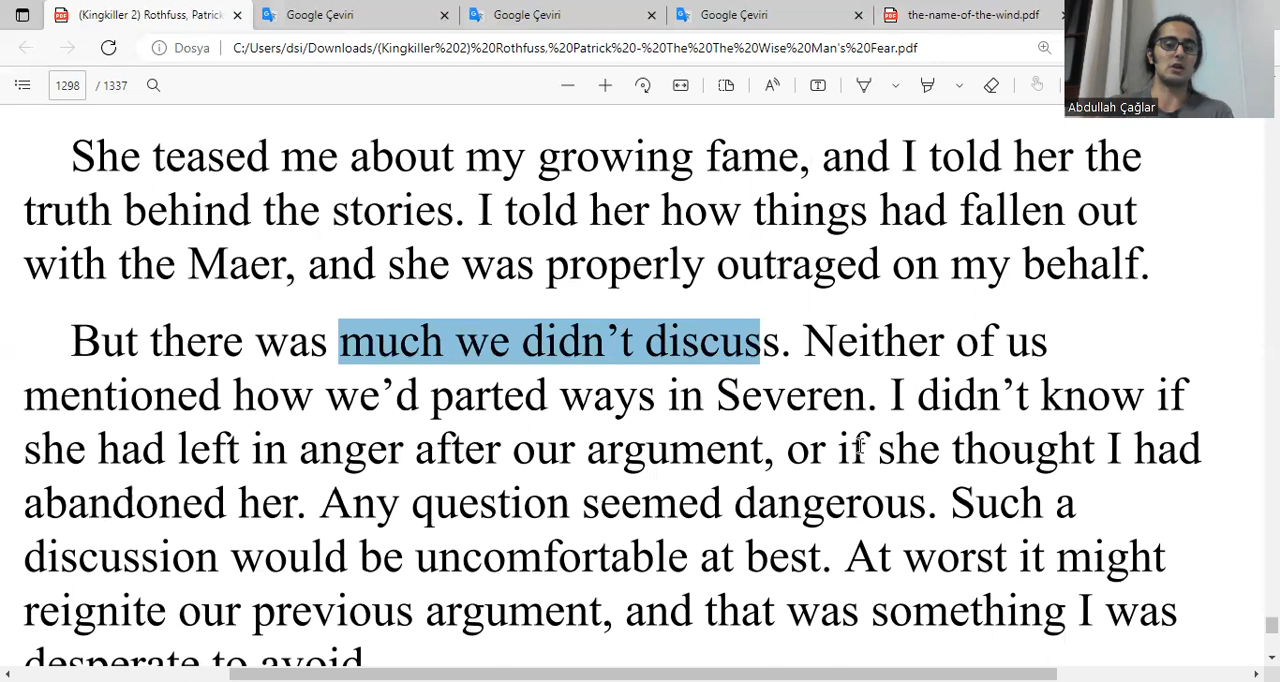 (Kingkiller 2) Rothfuss, Patrick
Google Çeviri
Google Çeviri
Google Çeviri
the-name-of-the-wind.pdf
Dosya
C:/Users/dsi/Downloads/(Kingkiller%202)%20Rothfuss,%20Patrick%20-%20The%20The%20Wise%20Man's%20Fear.pdf
1298 / 1337
Abdullah Çağlar
She teased me about my growing fame, and I told her the
truth behind the stories. I told her how things had fallen out
with the Maer, and she was properly outraged on my behalf.
But there was much we didn’t discuss. Neither of us
mentioned how we’d parted ways in Severen. I didn’t know if
she had left in anger after our argument, or if she thought I had
abandoned her. Any question seemed dangerous. Such a
discussion would be uncomfortable at best. At worst it might
reignite our previous argument, and that was something I was
desperate to avoid.